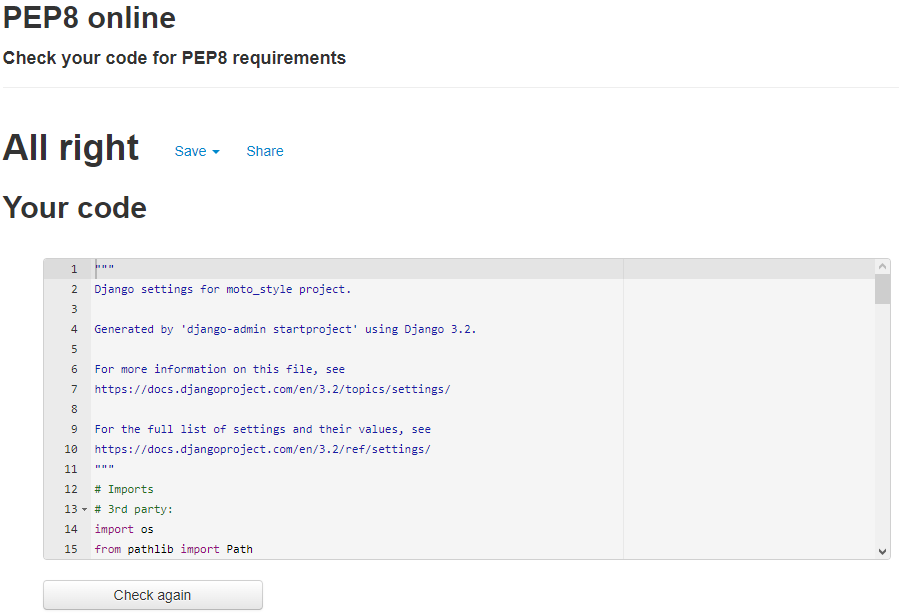 PEP8 online
Check your code for PEP8 requirements
All right Save Share
Your code
1 """
2 Django settings for moto_style project.
3
4 Generated by 'django-admin startproject' using Django 3.2.
5
6 For more information on this file, see
7 https://docs.djangoproject.com/en/3.2/topics/settings/
8
9 For the full list of settings and their values, see
10 https://docs.djangoproject.com/en/3.2/ref/settings/
11 """
12 # Imports
13 # 3rd party:
14 import os
15 from pathlib import Path
Check again